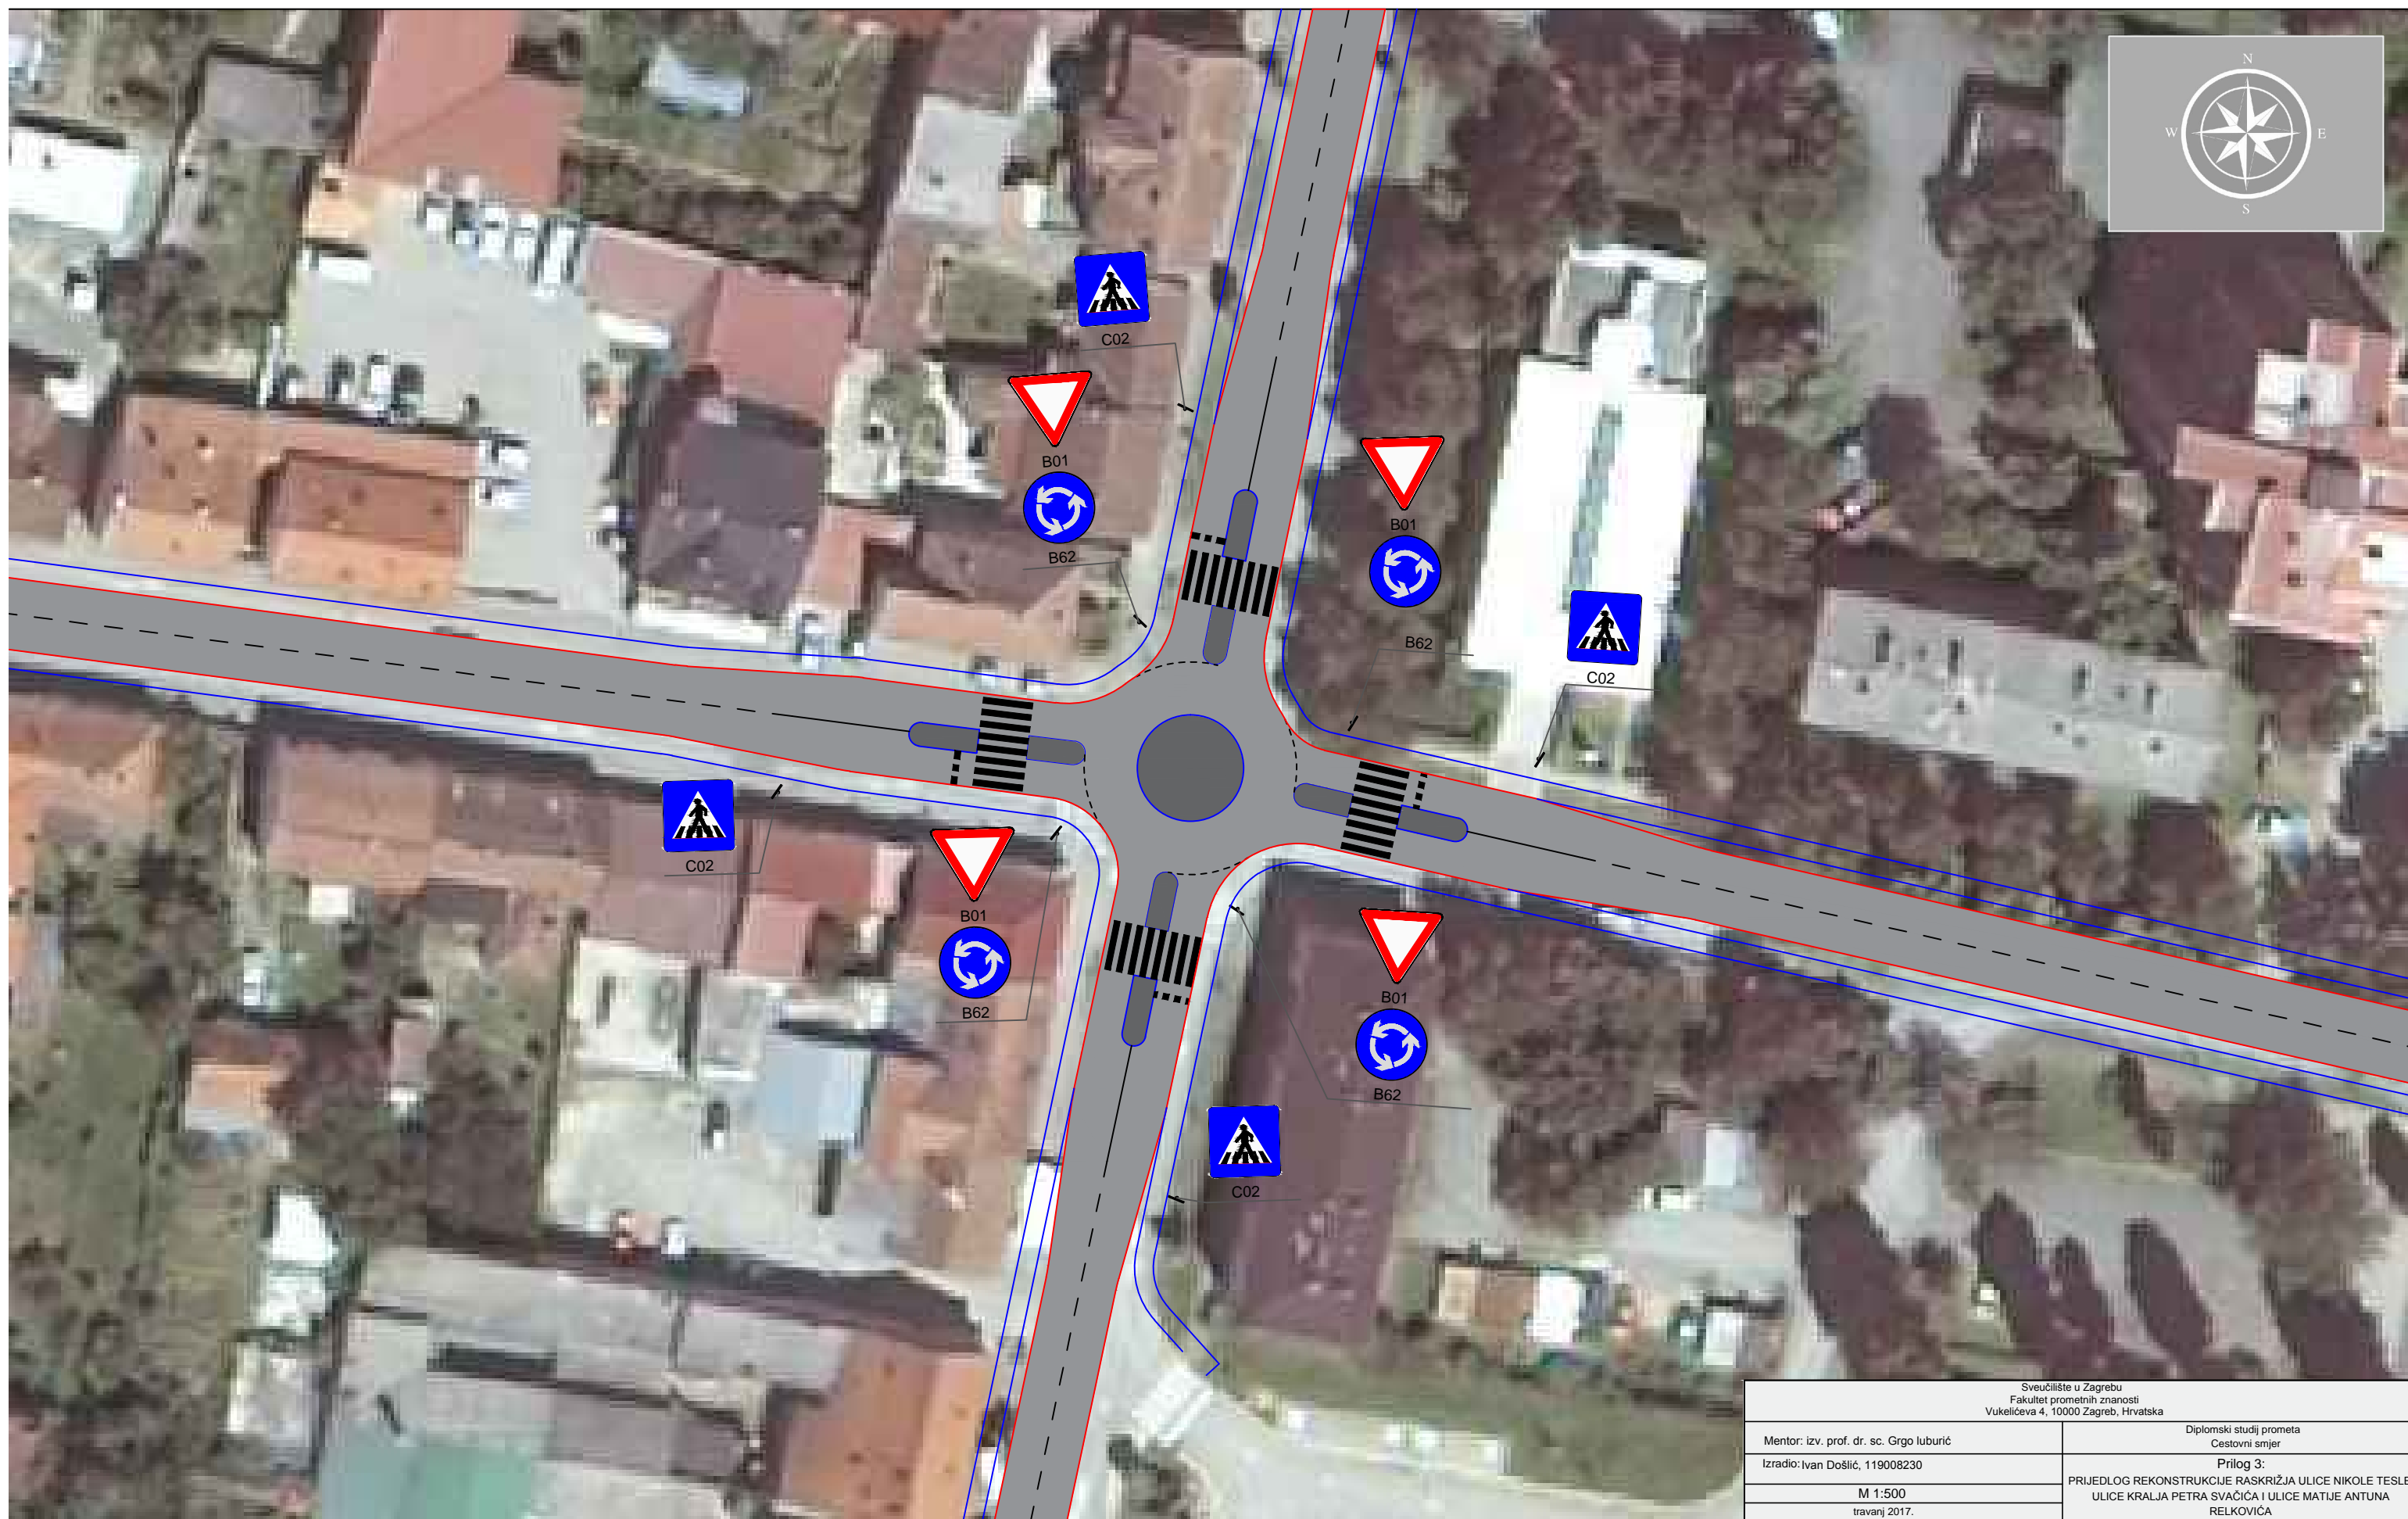 N
W
E
S
C02
B01
B62
B01
B62
C02
C02
B01
B62
B01
B62
C02
Sveučilište u Zagrebu
Fakultet prometnih znanosti
Vukelićeva 4, 10000 Zagreb, Hrvatska
Mentor: izv. prof. dr. sc. Grgo luburić
Diplomski studij prometa
Cestovni smjer
Izradio: Ivan Došlić, 119008230
Prilog 3:
PRIJEDLOG REKONSTRUKCIJE RASKRIŽJA ULICE NIKOLE TESLE
ULICE KRALJA PETRA SVAČIĆA I ULICE MATIJE ANTUNA
RELKOVIĆA
M 1:500
travanj 2017.